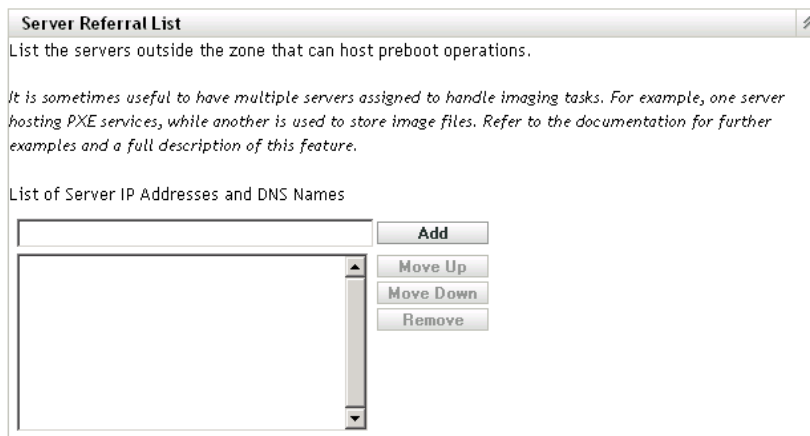 Server Referral List
List the servers outside the zone that can host preboot operations.
It is sometimes useful to have multiple servers assigned to handle imaging tasks. For example, one server
hosting PXE services, while another is used to store image files. Refer to the documentation for further
examples and a full description of this feature.
List of Server IP Addresses and DNS Names
Add
Move Up
Move Down
Remove